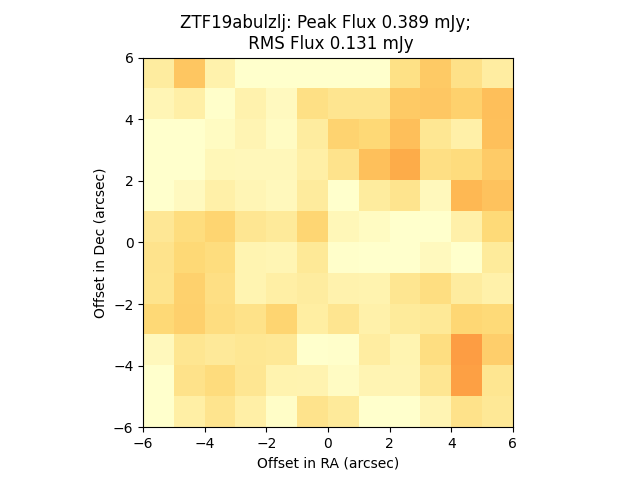 ZTF19abulzlj: Peak Flux 0.389 mJy;
RMS Flux 0.131 mJy
6
4
2
0
−2
−4
−6
Offset in Dec (arcsec)
−6 −4 −2 0 2 4 6
Offset in RA (arcsec)